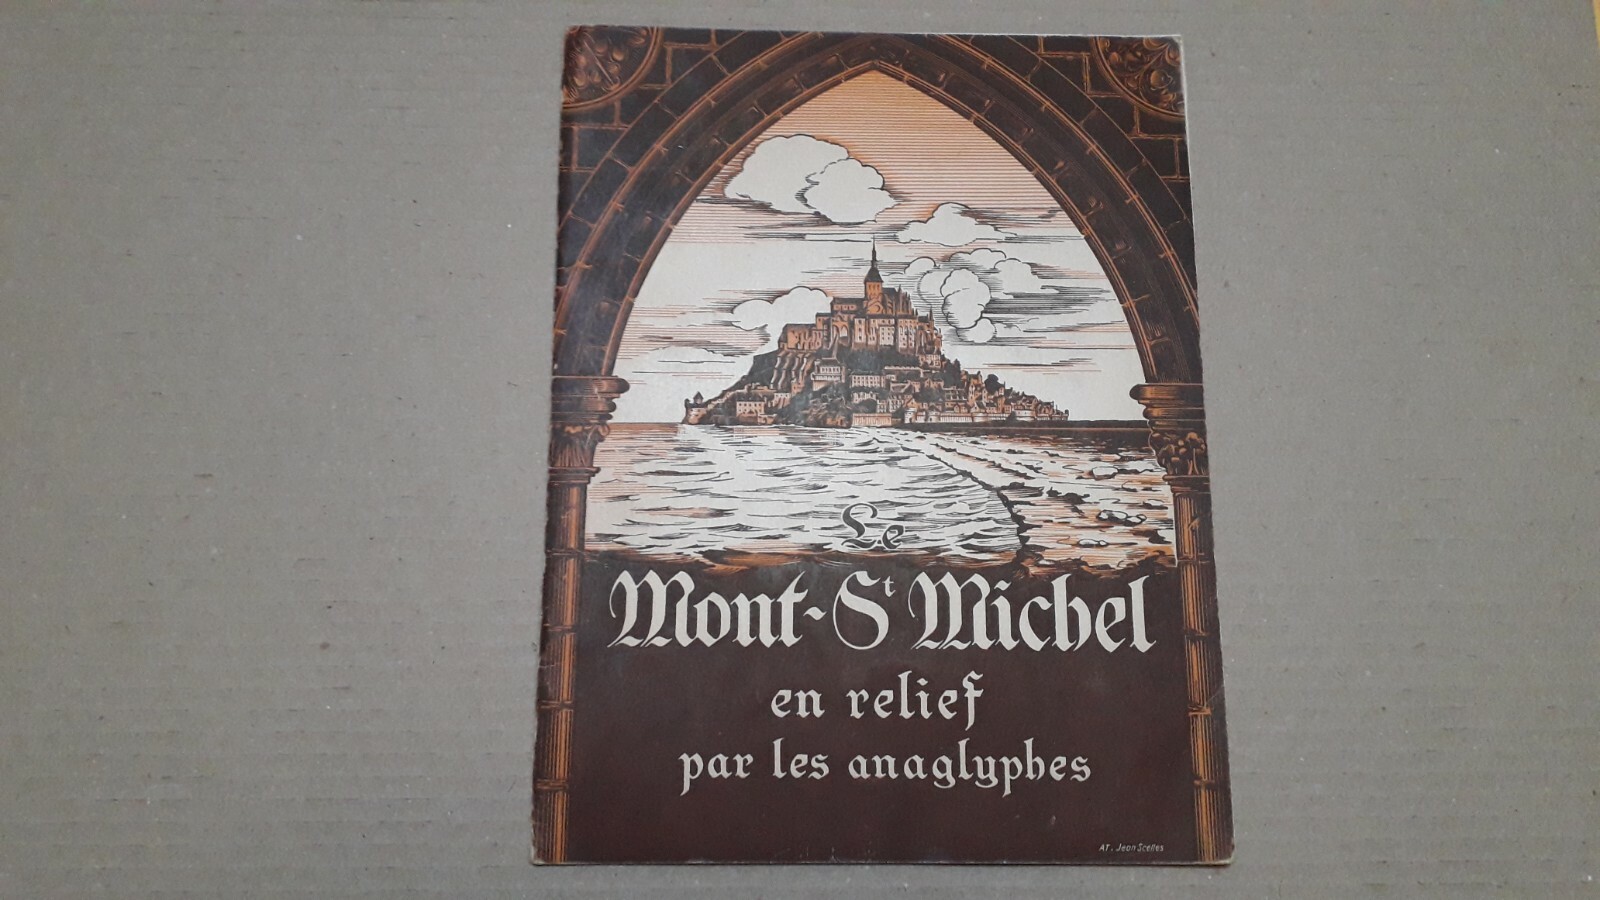 Le
Mont-St Michel
en relief
par les anaglyphes
AT. Jean Scelles